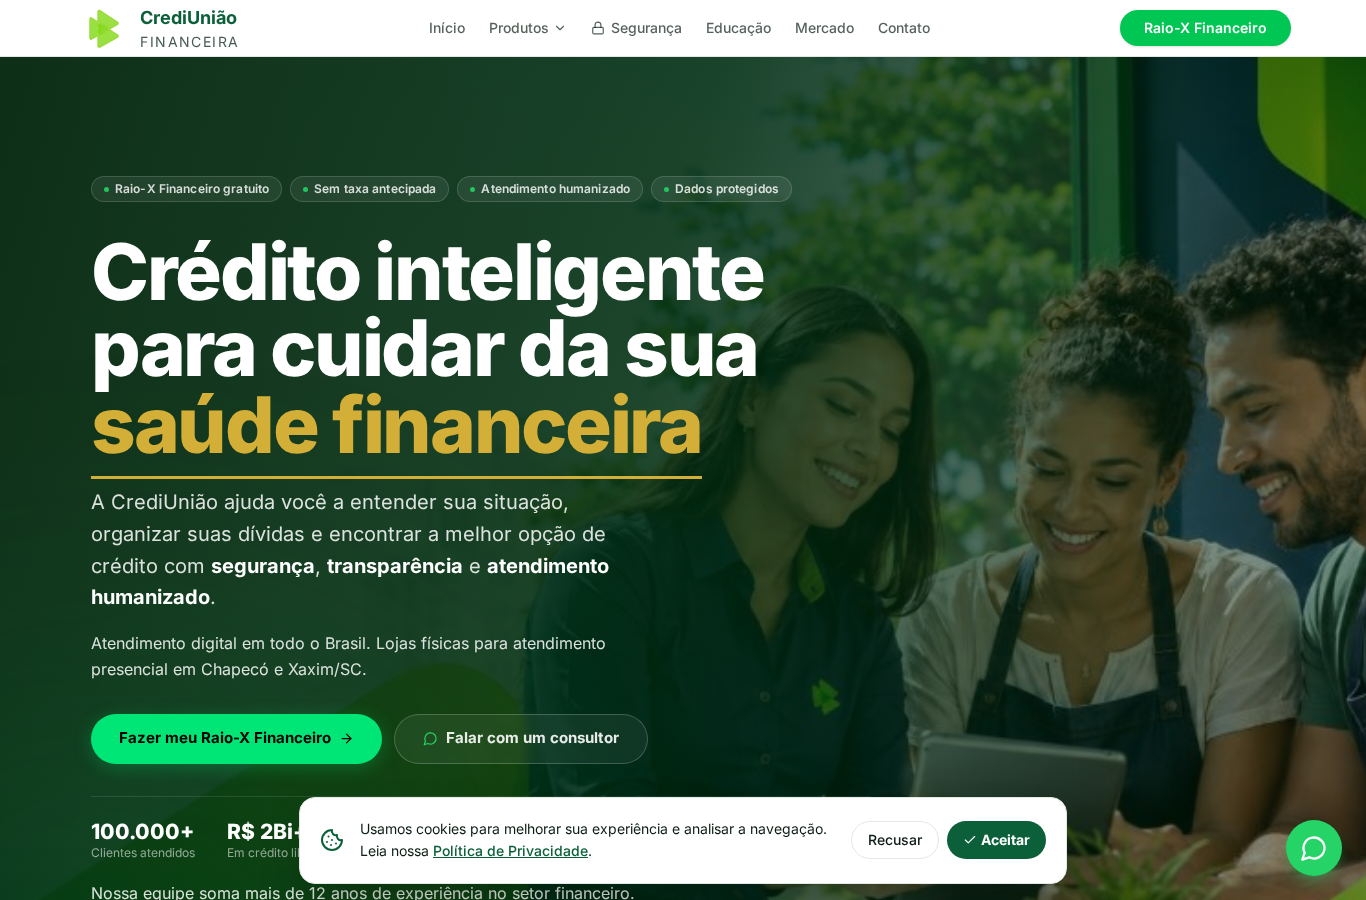 CrediUnião
FINANCEIRA
Início
Produtos
Segurança
Educação
Mercado
Contato
Raio-X Financeiro
Raio-X Financeiro gratuito
Sem taxa antecipada
Atendimento humanizado
Dados protegidos
Crédito inteligente
para cuidar da sua
saúde financeira
A CrediUnião ajuda você a entender sua situação,
organizar suas dívidas e encontrar a melhor opção de
crédito com segurança, transparência e atendimento
humanizado.
Atendimento digital em todo o Brasil. Lojas físicas para atendimento
presencial em Chapecó e Xaxim/SC.
Fazer meu Raio-X Financeiro
Falar com um consultor
100.000+
Clientes atendidos
R$ 2Bi+
Em crédito
Usamos cookies para melhorar sua experiência e analisar a navegação.
Leia nossa Política de Privacidade.
Recusar
Aceitar
Nossa equipe soma mais de 12 anos de experiência no setor financeiro.